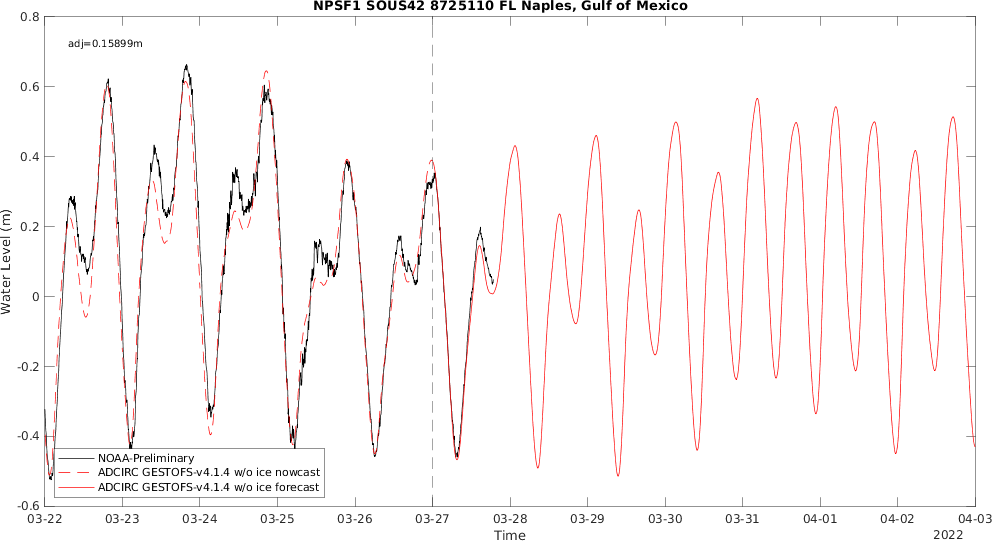 NPSF1 SOUS42 8725110 FL Naples, Gulf of Mexico
0.8
adj=0.15899m
0.6
0.4
0.2
0
-0.2
-0.4
-0.6
Water Level (m)
NOAA-Preliminary
ADCIRC GESTOFS-v4.1.4 w/o ice nowcast
ADCIRC GESTOFS-v4.1.4 w/o ice forecast
03-22 03-23 03-24 03-25 03-26 03-27 03-28 03-29 03-30 03-31 04-01 04-02 04-03
Time
2022